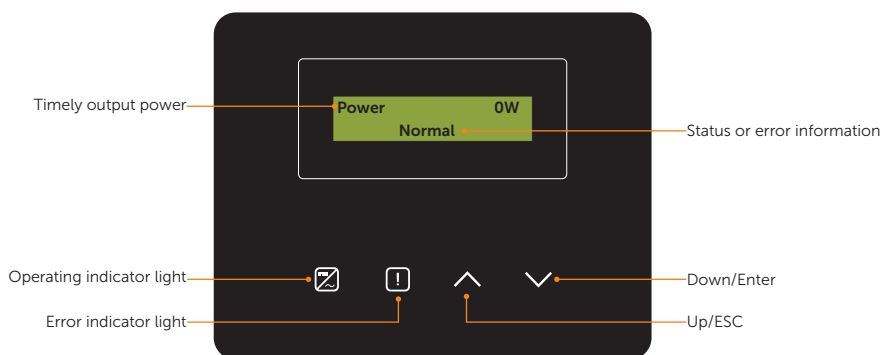 Timely output power
Power 0W
Normal
Status or error information
Operating indicator light
!
Down/Enter
Error indicator light
Up/ESC